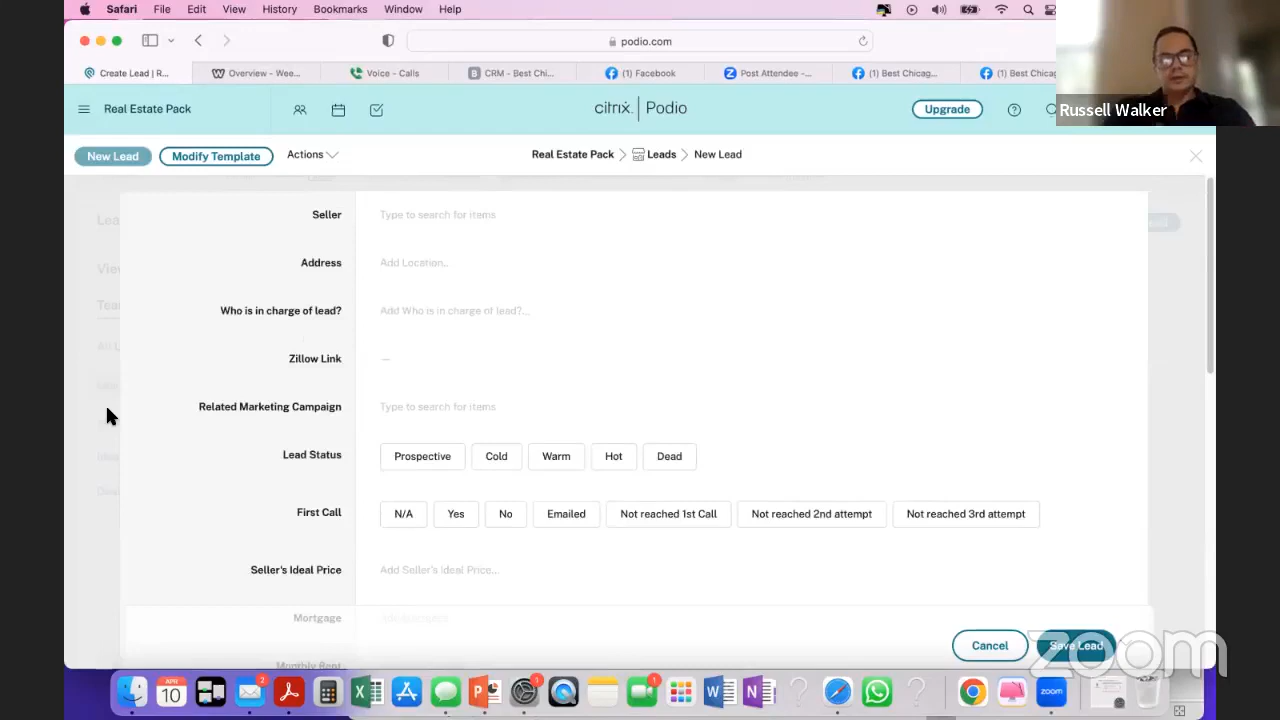 Safari File Edit View History Bookmarks Window Help
podio.com
Create Lead | R... Overview - Wee... Voice - Calls CRM - Best Chi... (1) Facebook Post Attendee -... (1) Best Chicag... (1) Best Chicag
Real Estate Pack citrix. | Podio Upgrade
Russell Walker
New Lead Modify Template Actions Real Estate Pack Leads New Lead
Seller Type to search for items
Address Add Location...
Who is in charge of lead? Add Who is in charge of lead?...
Zillow Link —
Related Marketing Campaign Type to search for items
Lead Status Prospective Cold Warm Hot Dead
First Call N/A Yes No Emailed Not reached 1st Call Not reached 2nd attempt Not reached 3rd attempt
Seller's Ideal Price Add Seller's Ideal Price...
Mortgage
Cancel Save Lead
Monthly Rent
zoom
APR
10
2
1
1
zoom